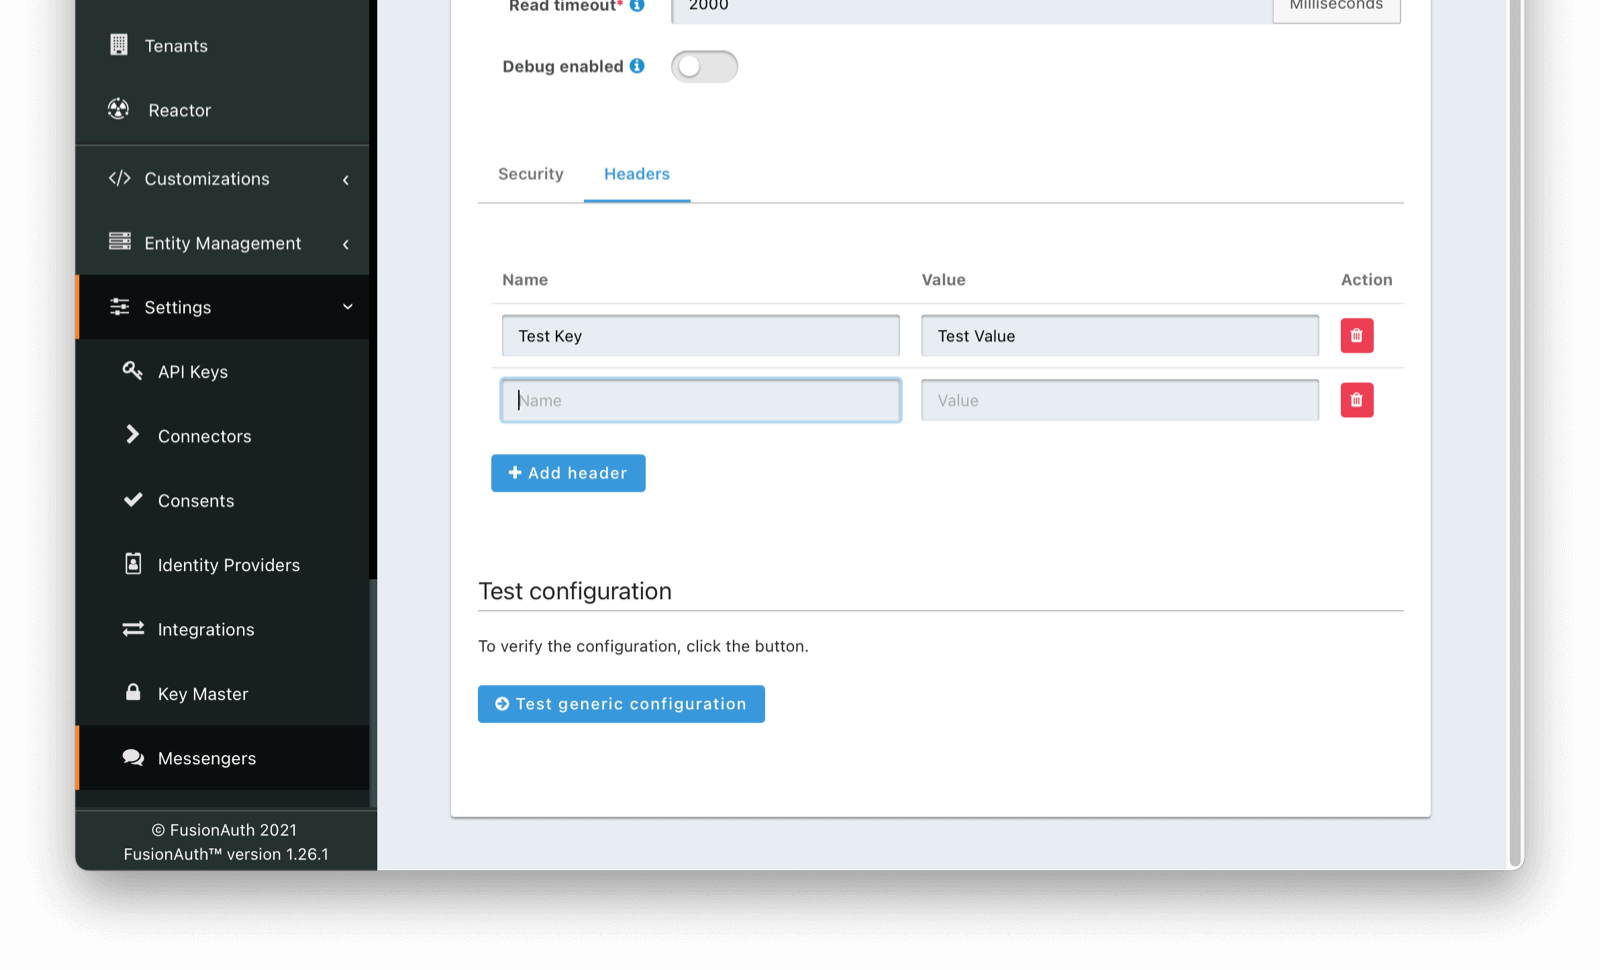 Read timeout*
2000
Milliseconds
Tenants
Debug enabled
Reactor
Customizations
Security
Headers
Entity Management
Name
Value
Action
Settings
Test Key
Test Value
API Keys
Name
Value
Connectors
Add header
Consents
Identity Providers
Test configuration
Integrations
To verify the configuration, click the button.
Key Master
Test generic configuration
Messengers
© FusionAuth 2021
FusionAuth™ version 1.26.1